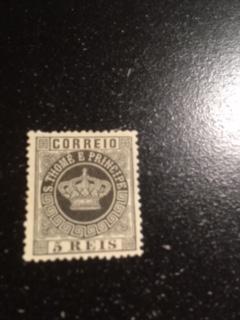 CORREIO
S. THOMÉ E PRINCIPE
5 REIS